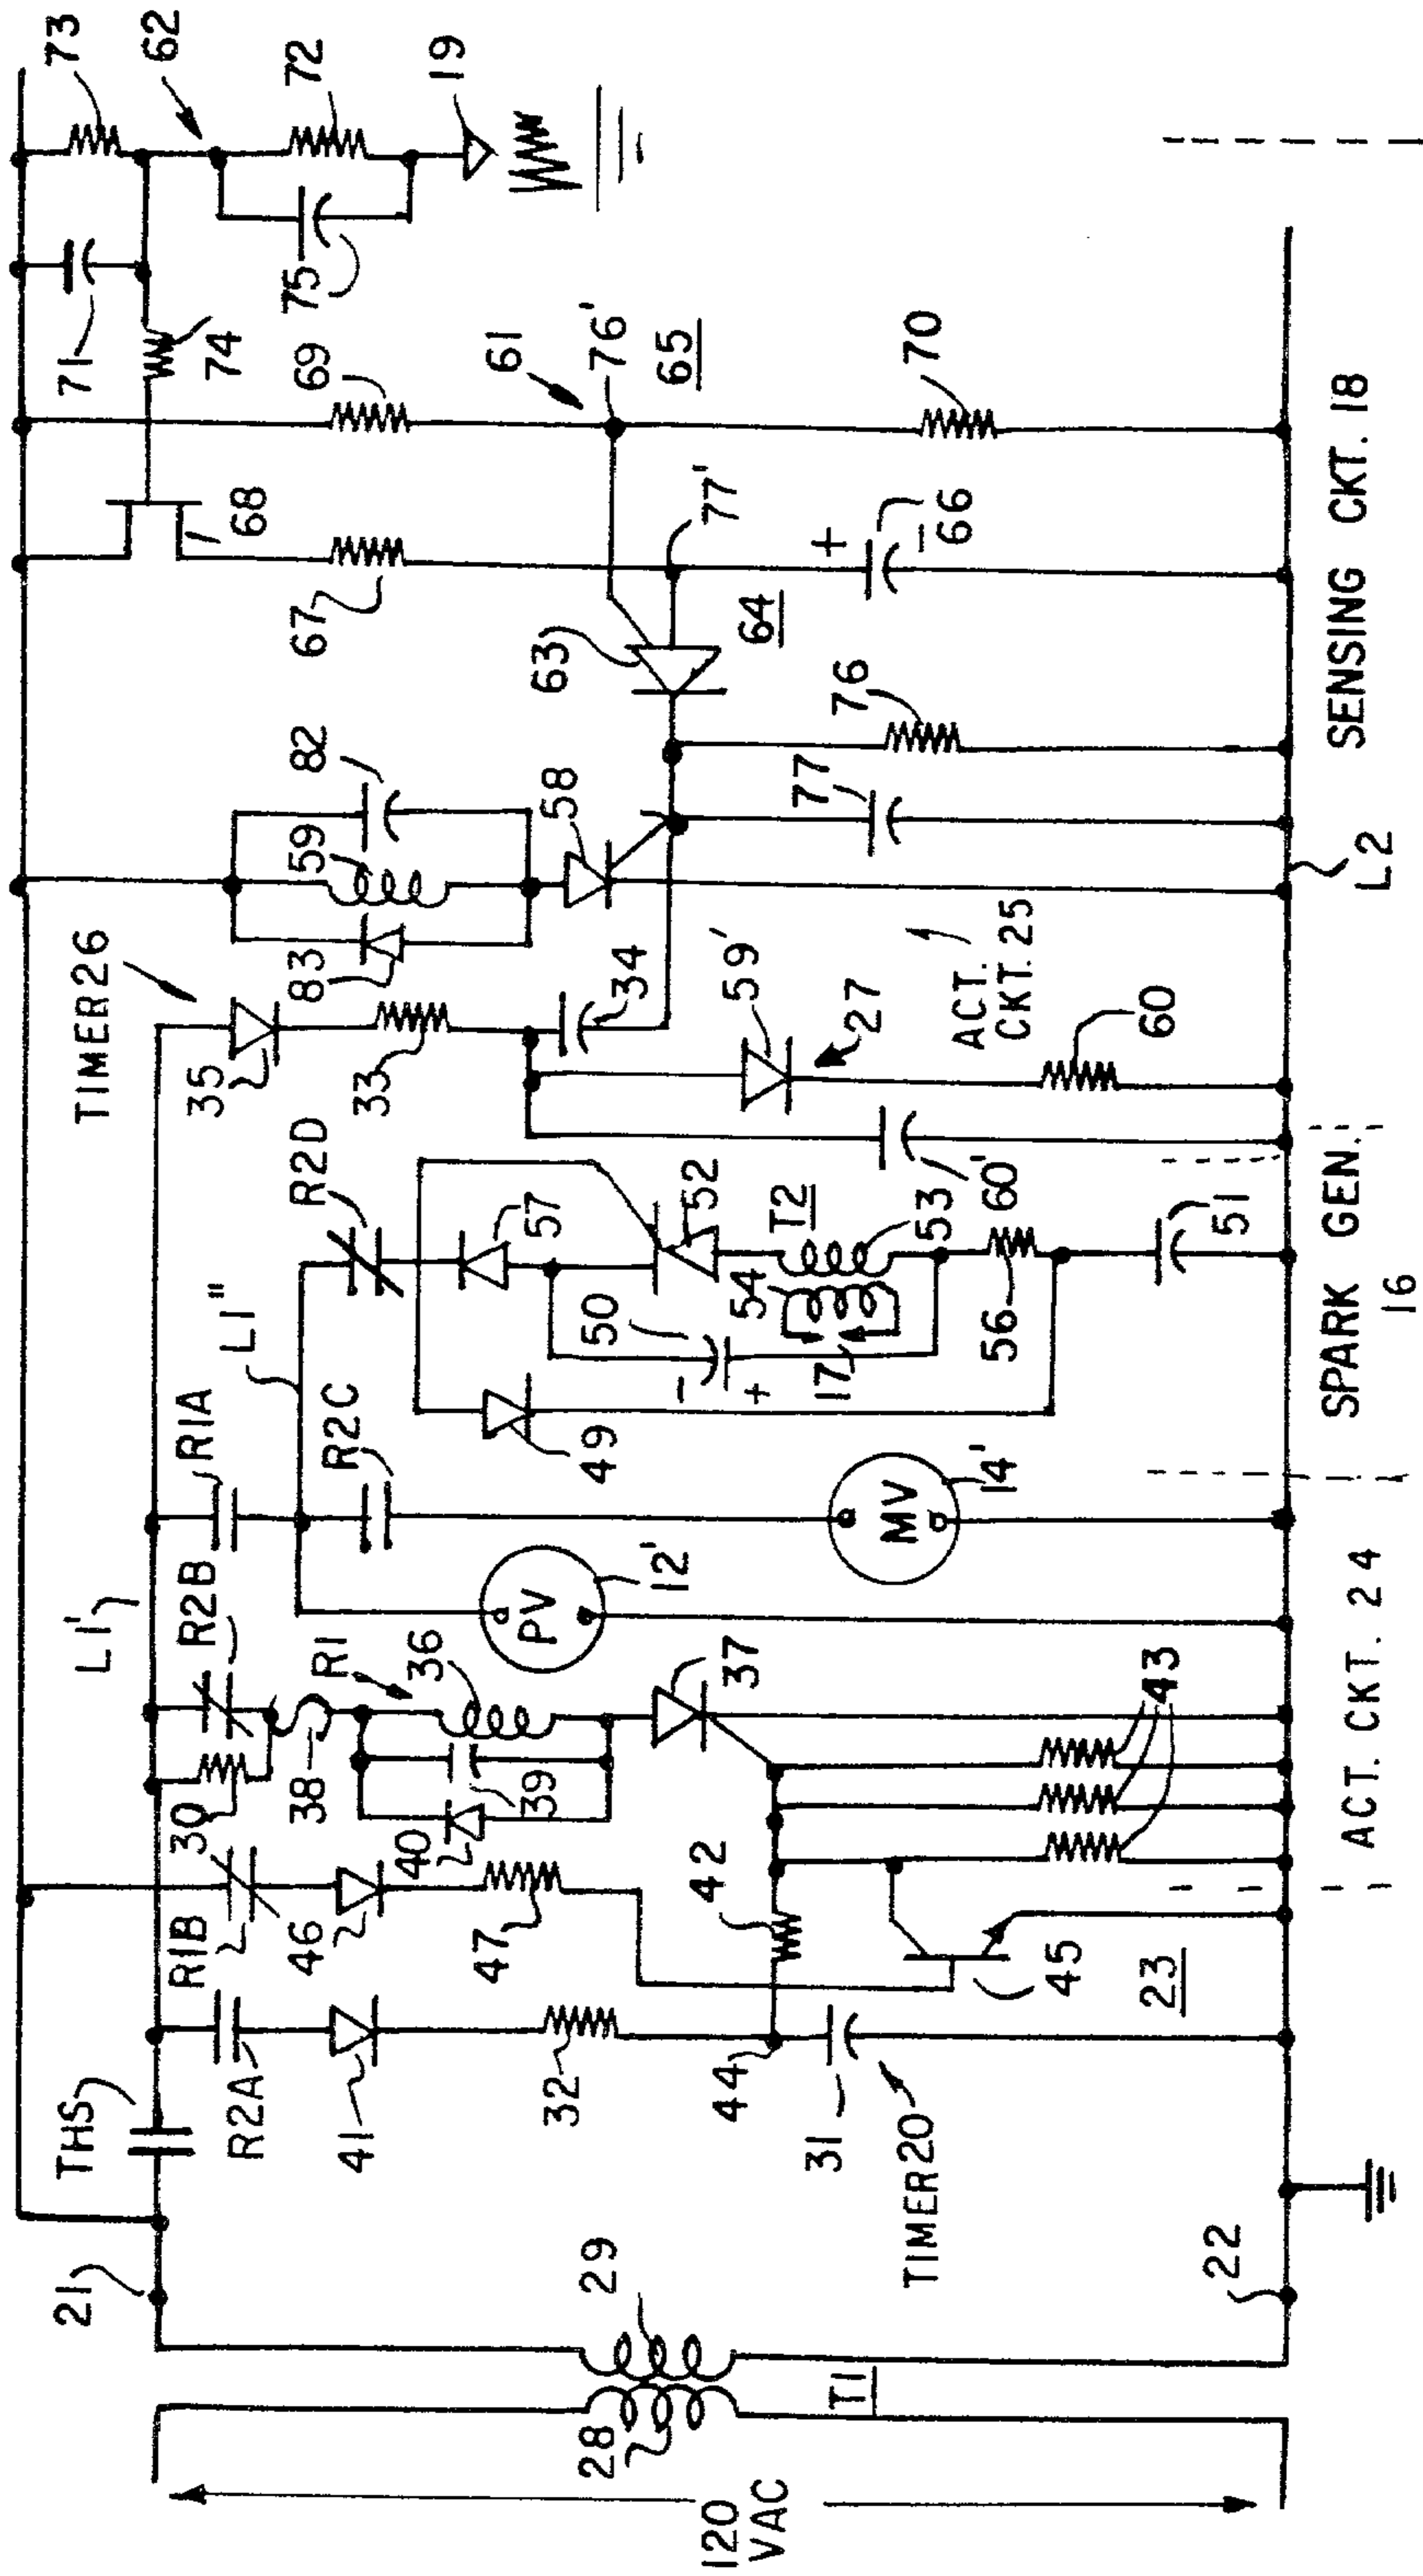 21
THS
L1'
R1A
L1"
R2D
TIMER 26
73
62
R1B
R2B
R2C
35
83
59
82
71
74
72
75
19
R2A
46
30
38
R1
36
33
68
69
41
47
40
39
PV
12'
49
50
57
58
67
61
76'
65
32
42
37
17
54
52
T2
53
34
63
77'
64
28
29
T1
44
31
TIMER 20
45
23
43
MV
14'
56
60'
51
59'
27
ACT.
CKT. 25
60
77
76
66
+
-
-
+
70
120
VAC
22
L2
ACT. CKT. 24
SPARK GEN.
16
SENSING CKT. 18